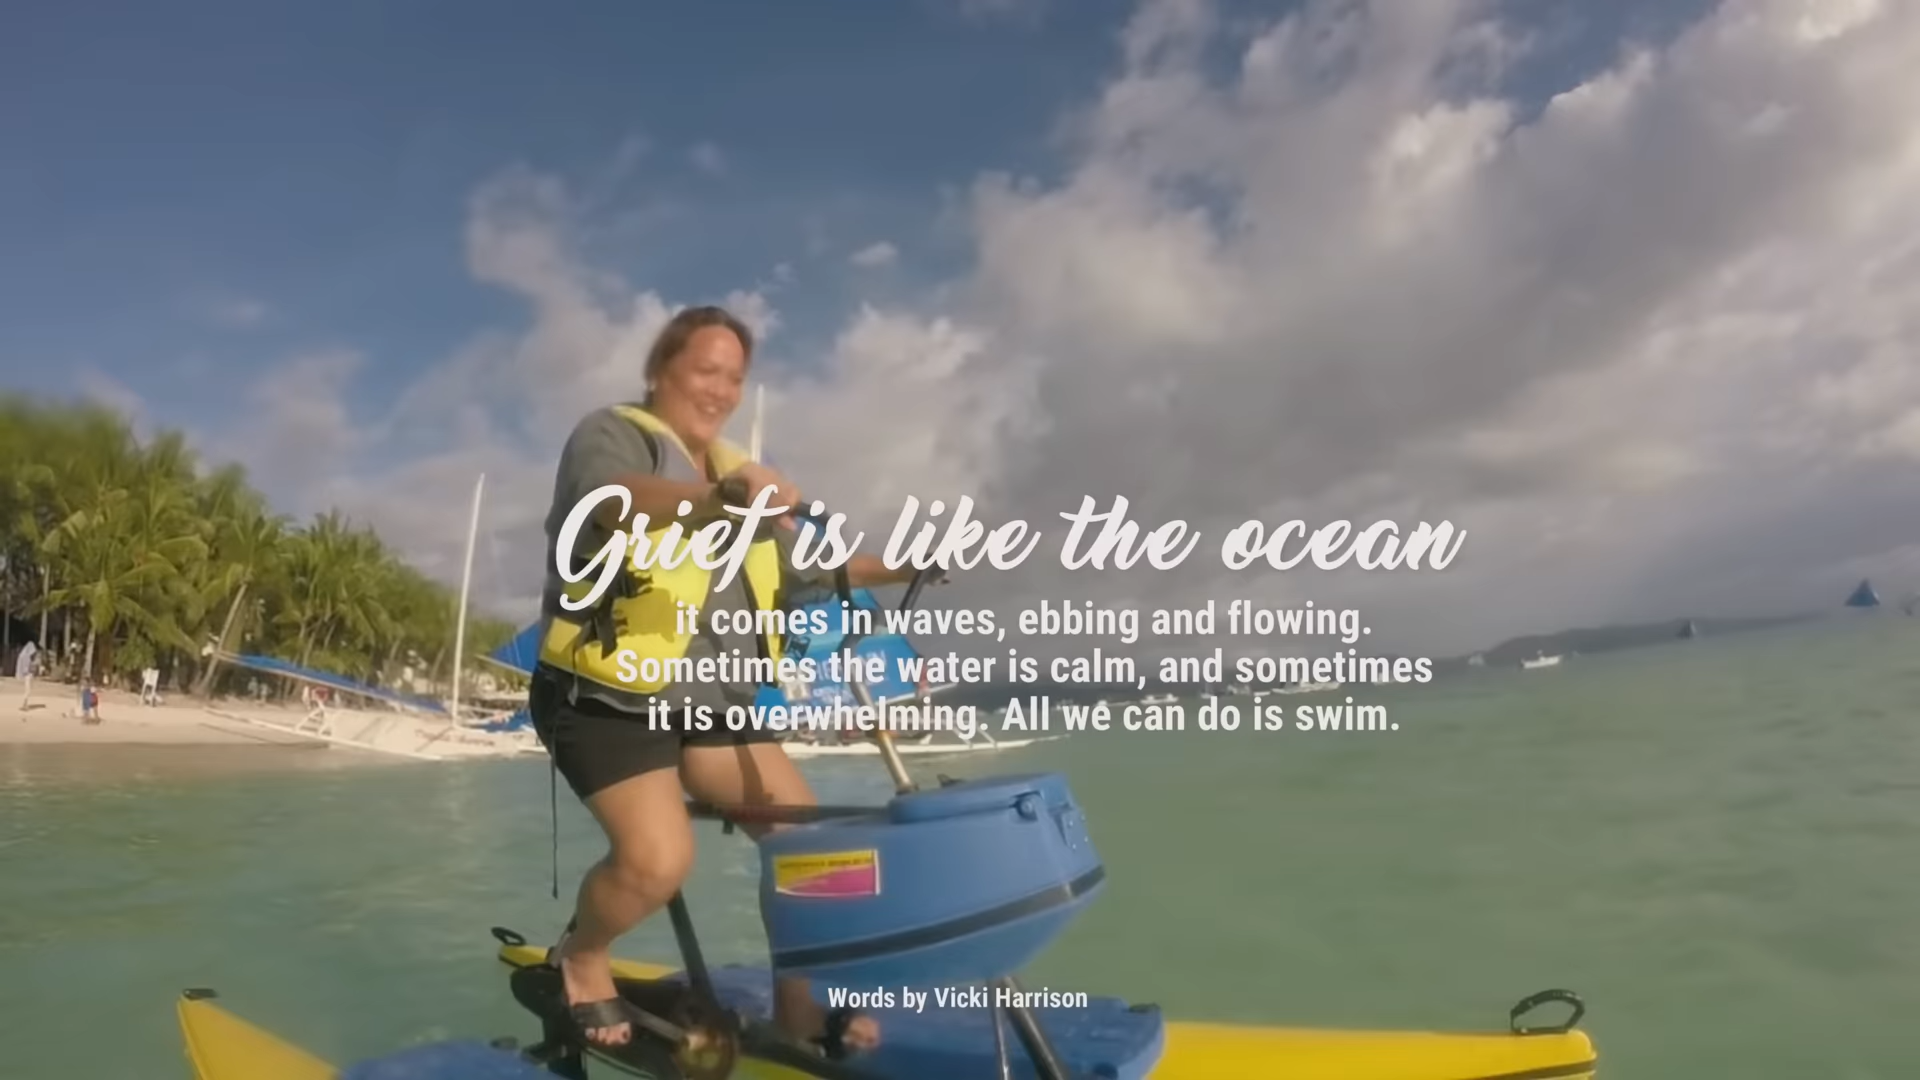 Grief is like the ocean
it comes in waves, ebbing and flowing.
Sometimes the water is calm, and sometimes
it is overwhelming. All we can do is swim.
Words by Vicki Harrison